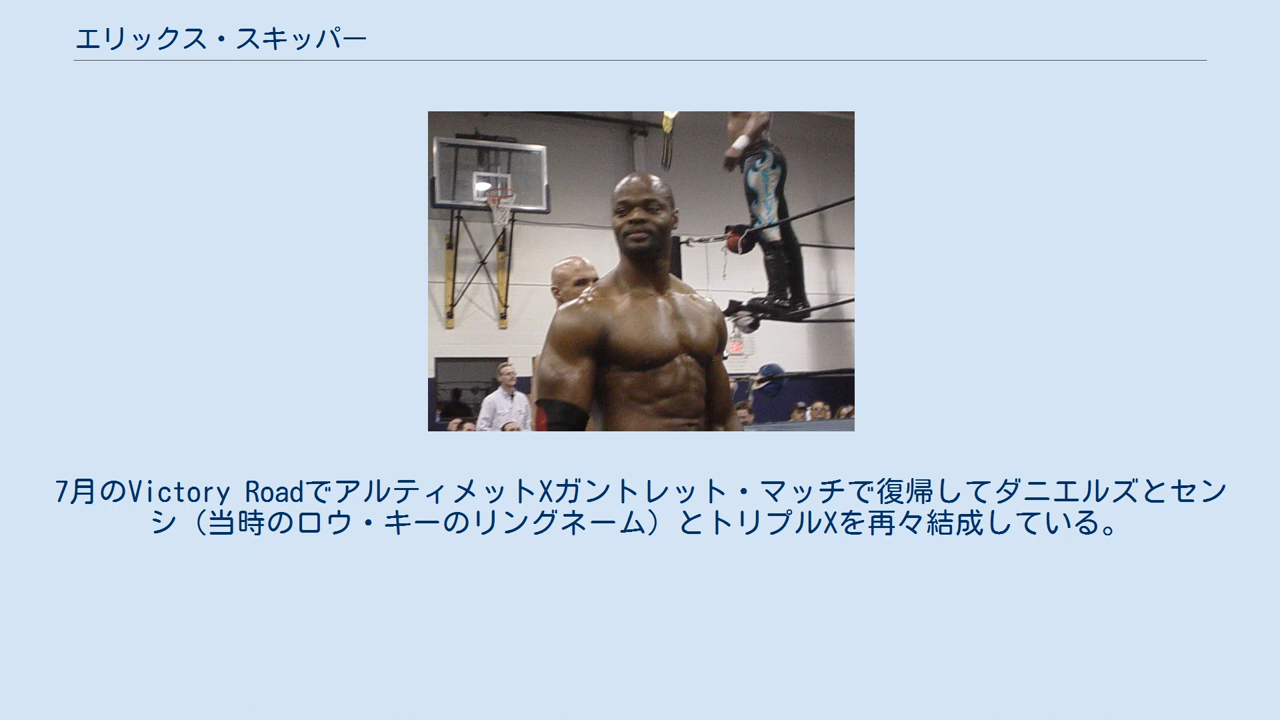 エリックス・スキッパー
7月のVictory RoadでアルティメットXガントレット・マッチで復帰してダニエルズとセン
シ（当時のロウ・キーのリングネーム）とトリプルXを再々結成している。